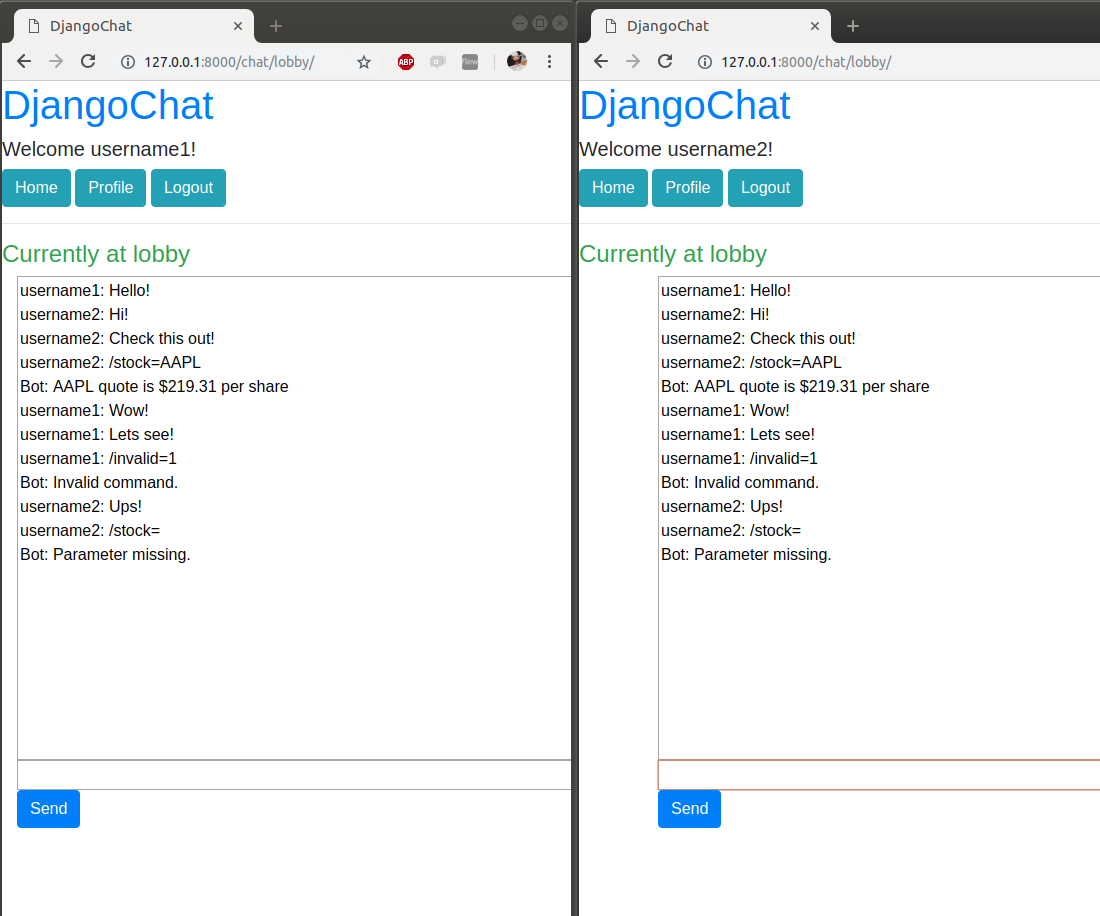 DjangoChat
127.0.0.1:8000/chat/lobby/
ABP
DjangoChat
Welcome username1!
Home Profile Logout
Currently at lobby
username1: Hello!
username2: Hi!
username2: Check this out!
username2: /stock=AAPL
Bot: AAPL quote is $219.31 per share
username1: Wow!
username1: Lets see!
username1: /invalid=1
Bot: Invalid command.
username2: Ups!
username2: /stock=
Bot: Parameter missing.
Send
DjangoChat
127.0.0.1:8000/chat/lobby/
DjangoChat
Welcome username2!
Home Profile Logout
Currently at lobby
username1: Hello!
username2: Hi!
username2: Check this out!
username2: /stock=AAPL
Bot: AAPL quote is $219.31 per share
username1: Wow!
username1: Lets see!
username1: /invalid=1
Bot: Invalid command.
username2: Ups!
username2: /stock=
Bot: Parameter missing.
Send